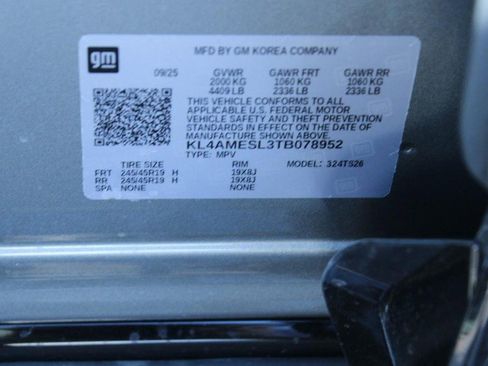 gm
MFD BY GM KOREA COMPANY
09/25 GVWR GAWR FRT GAWR RR
2000 KG 1060 KG 1060 KG
4409 LB 2336 LB 2336 LB
THIS VEHICLE CONFORMS TO ALL
APPLICABLE U.S. FEDERAL MOTOR
VEHICLE SAFETY AND THEFT PREVENTION
STANDARDS IN EFFECT ON THE DATE OF
MANUFACTURE SHOWN ABOVE.
KL4AMESL3TB078952
TYPE: MPV
TIRE SIZE RIM MODEL: 324TS26
FRT 245/45R19 H 19X8J
RR 245/45R19 H 19X8J
SPA NONE NONE